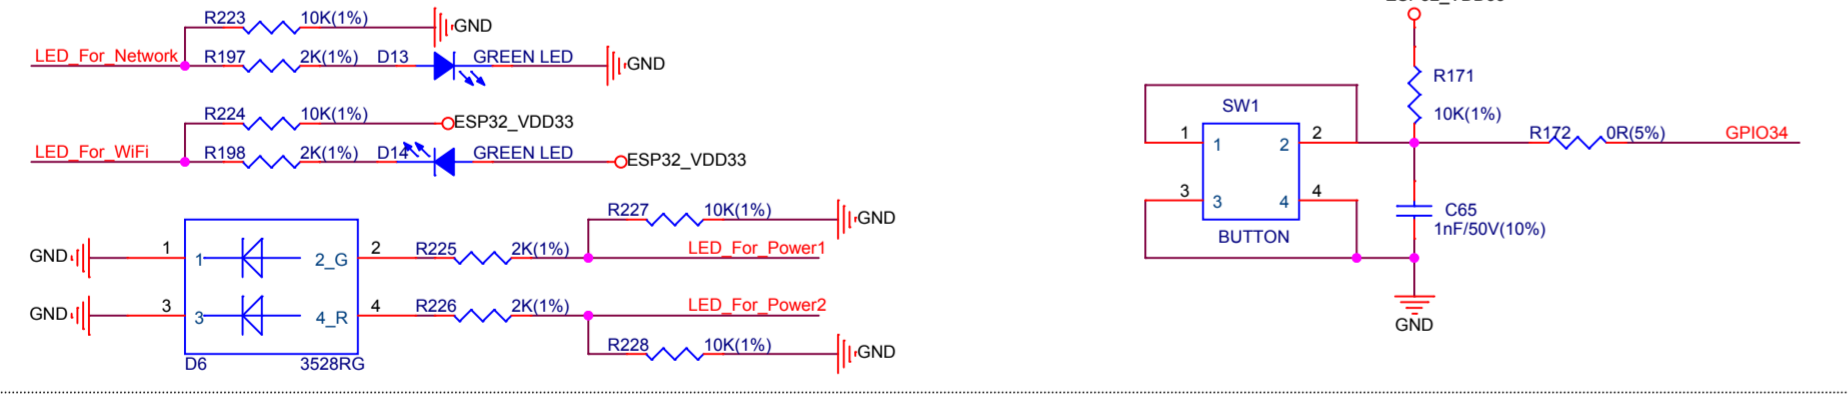 R223 10K(1%) GND
LED_For_Network R197 2K(1%) D13 GREEN LED GND
R224 10K(1%) ESP32_VDD33
LED_For_WiFi R198 2K(1%) D14 GREEN LED ESP32_VDD33
R227 10K(1%) GND
GND 1 1 2_G 2 R225 2K(1%) LED_For_Power1
GND 3 3 4_R 4 R226 2K(1%) LED_For_Power2
R228 10K(1%) GND
D6 3528RG
R171
10K(1%)
SW1
1 1 2 2 R172 0R(5%) GPIO34
3 3 4 4
BUTTON
C65
1nF/50V(10%)
GND